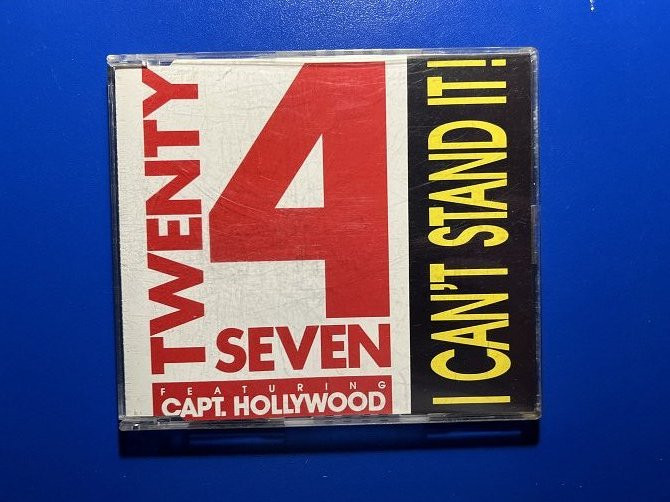 TWENTY
4
SEVEN
FEATURING
CAPT. HOLLYWOOD
I CAN'T STAND IT!